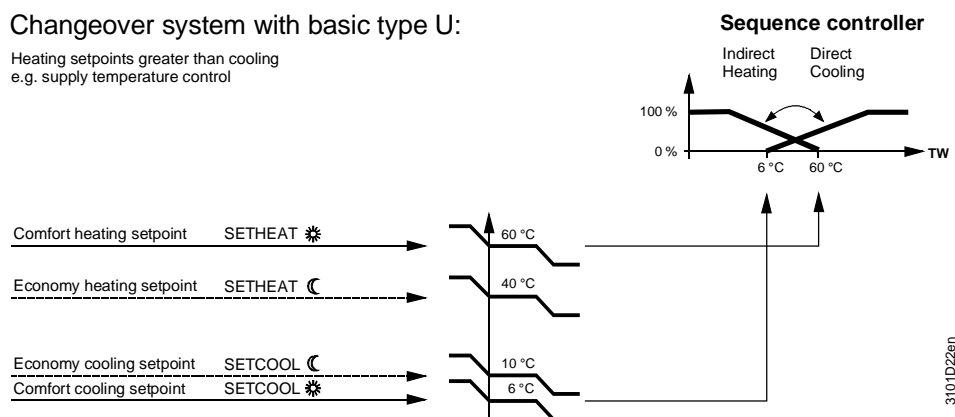 Changeover system with basic type U:
Heating setpoints greater than cooling
e.g. supply temperature control
Sequence controller
Indirect Heating
Direct Cooling
100 %
0 %
TW
6 °C
60 °C
Comfort heating setpoint SETHEAT
60 °C
Economy heating setpoint SETHEAT
40 °C
Economy cooling setpoint SETCOOL
10 °C
Comfort cooling setpoint SETCOOL
6 °C
3101D22en